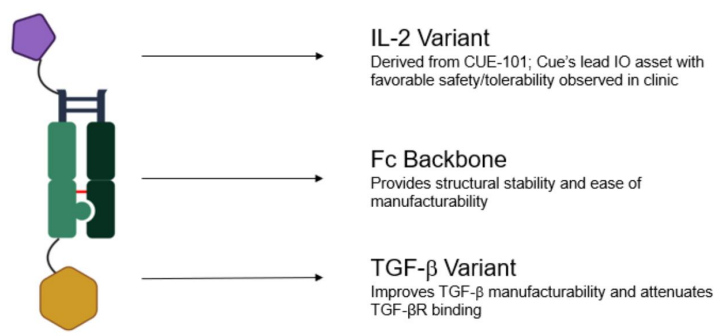 IL-2 Variant
Derived from CUE-101; Cue's lead IO asset with
favorable safety/tolerability observed in clinic
Fc Backbone
Provides structural stability and ease of
manufacturability
TGF-β Variant
Improves TGF-β manufacturability and attenuates
TGF-βR binding